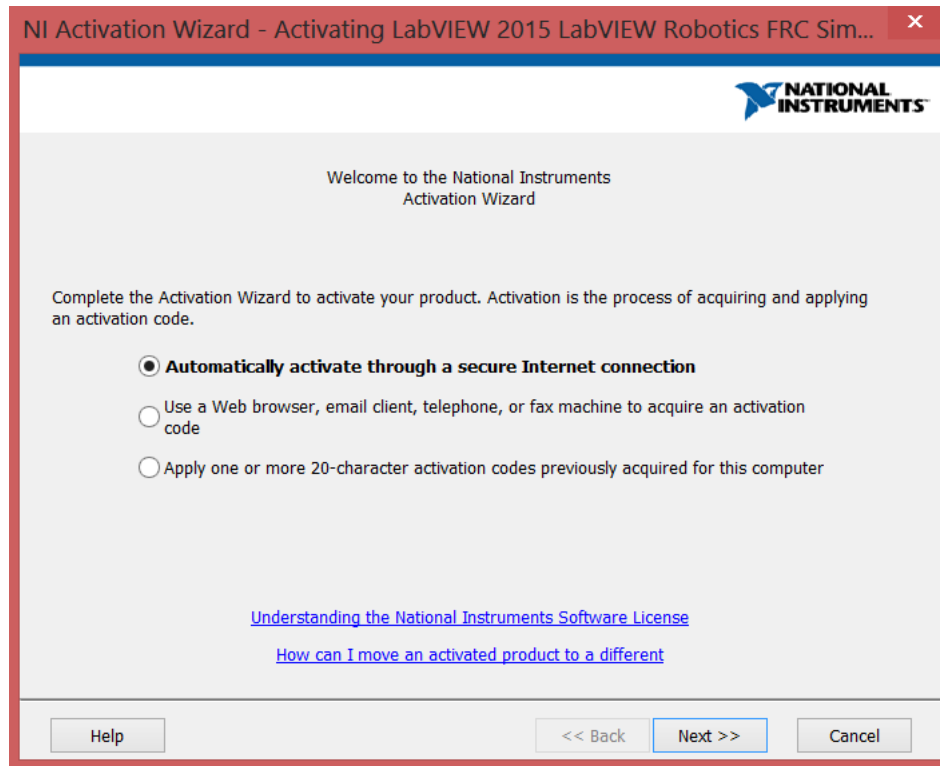 NI Activation Wizard - Activating LabVIEW 2015 LabVIEW Robotics FRC Sim...
NATIONAL
INSTRUMENTS™
Welcome to the National Instruments
Activation Wizard
Complete the Activation Wizard to activate your product. Activation is the process of acquiring and applying
an activation code.
Automatically activate through a secure Internet connection
Use a Web browser, email client, telephone, or fax machine to acquire an activation
code
Apply one or more 20-character activation codes previously acquired for this computer
Understanding the National Instruments Software License
How can I move an activated product to a different
Help
<< Back
Next >>
Cancel